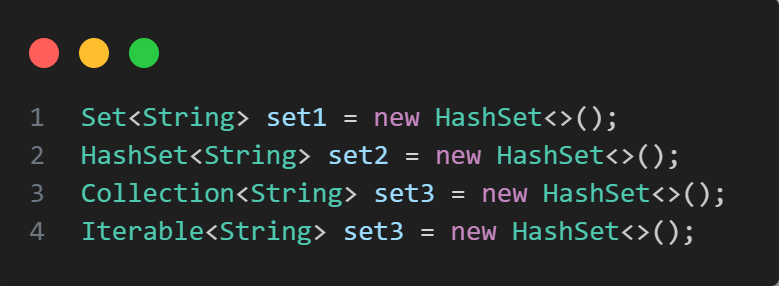 1 Set<String> set1 = new HashSet<>();
2 HashSet<String> set2 = new HashSet<>();
3 Collection<String> set3 = new HashSet<>();
4 Iterable<String> set3 = new HashSet<>();